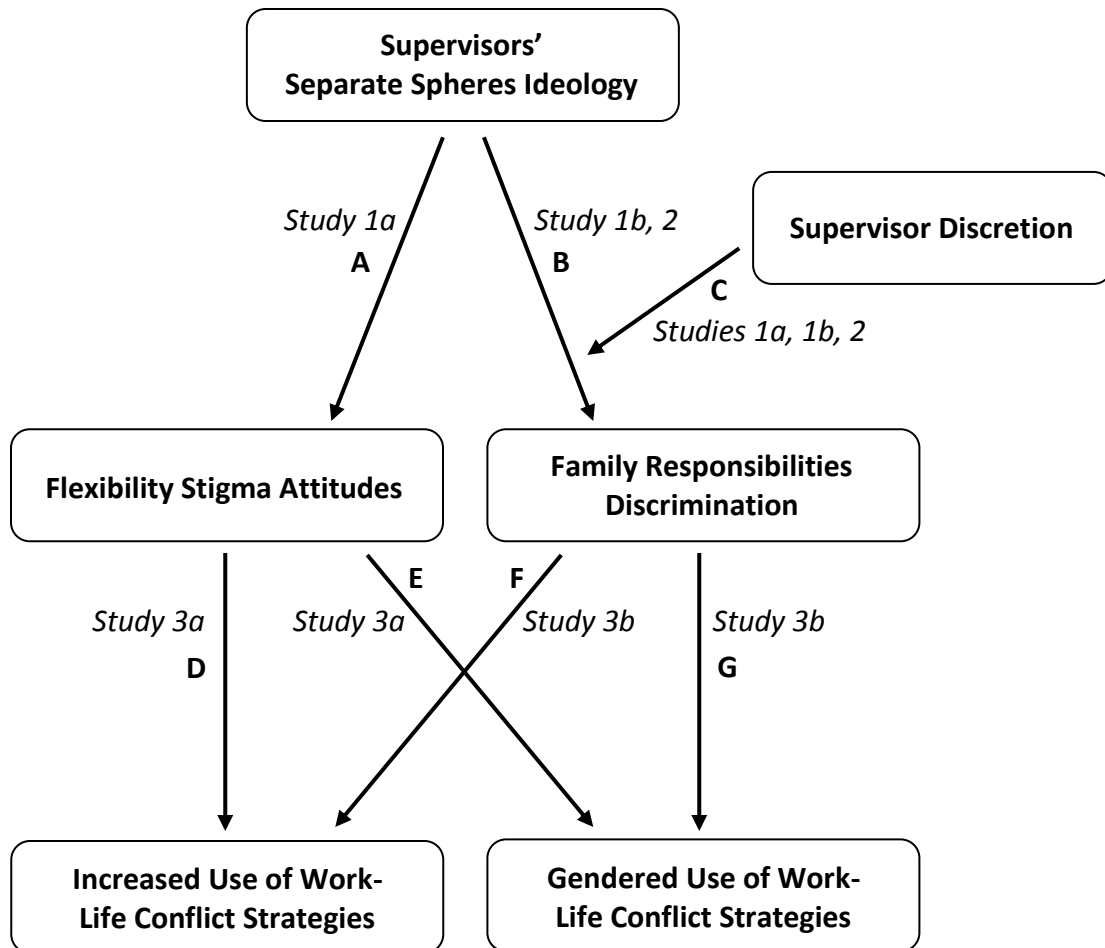 Supervisors’
Separate Spheres Ideology
Study 1a
A
Study 1b, 2
B
Supervisor Discretion
C
Studies 1a, 1b, 2
Flexibility Stigma Attitudes
Family Responsibilities
Discrimination
Study 3a
D
E
Study 3a
F
Study 3b
Study 3b
G
Increased Use of Work-
Life Conflict Strategies
Gendered Use of Work-
Life Conflict Strategies